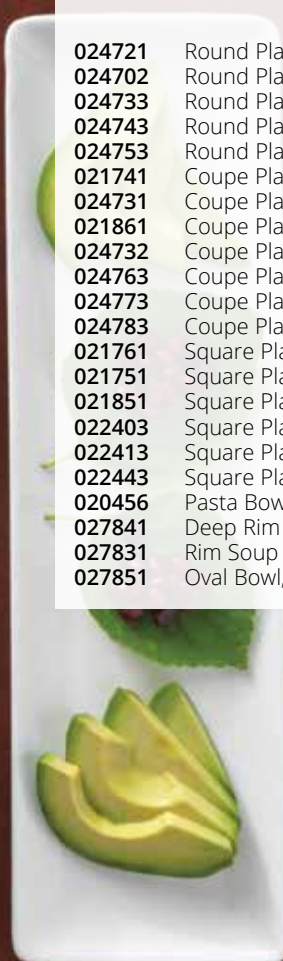 024721 Round Pla
024702 Round Pla
024733 Round Pla
024743 Round Pla
024753 Round Pla
021741 Coupe Pla
024731 Coupe Pla
021861 Coupe Pla
024732 Coupe Pla
024763 Coupe Pla
024773 Coupe Pla
024783 Coupe Pla
021761 Square Pla
021751 Square Pla
021851 Square Pla
022403 Square Pla
022413 Square Pla
022443 Square Pla
020456 Pasta Bow
027841 Deep Rim
027831 Rim Soup
027851 Oval Bowl,